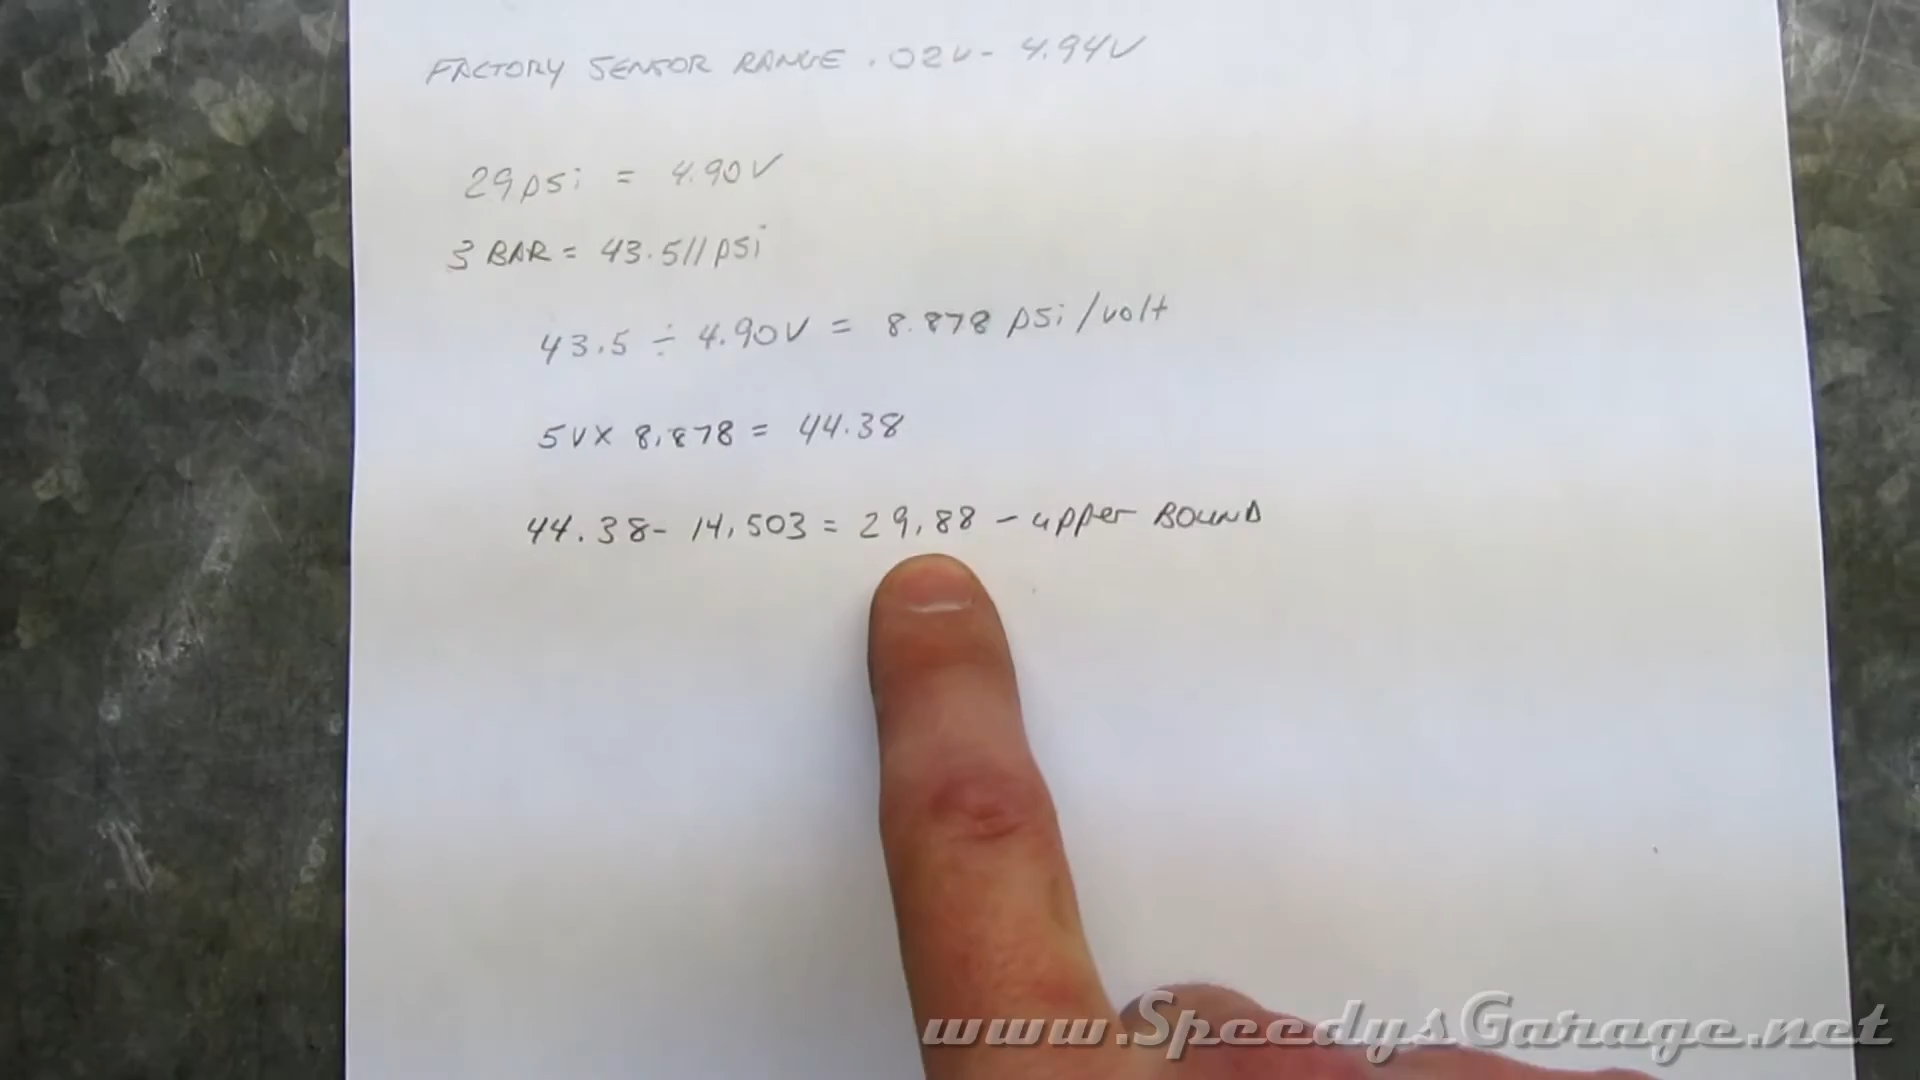 FACTORY SENSOR RANGE .02V - 4.94V
29psi = 4.90V
3 BAR = 43.511psi
43.5 ÷ 4.90V = 8.878 psi/volt
5V x 8.878 = 44.38
44.38 - 14.503 = 29.88 - upper BOUND
www.SpeedysGarage.net